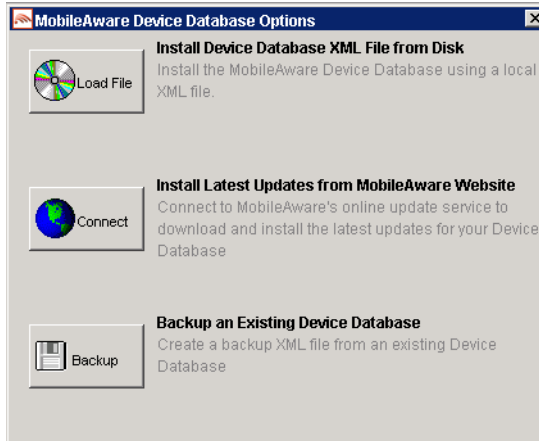 MobileAware Device Database Options
Install Device Database XML File from Disk
Load File
Install the MobileAware Device Database using a local
XML file.
Install Latest Updates from MobileAware Website
Connect
Connect to MobileAware's online update service to
download and install the latest updates for your Device
Database
Backup an Existing Device Database
Backup
Create a backup XML file from an existing Device
Database